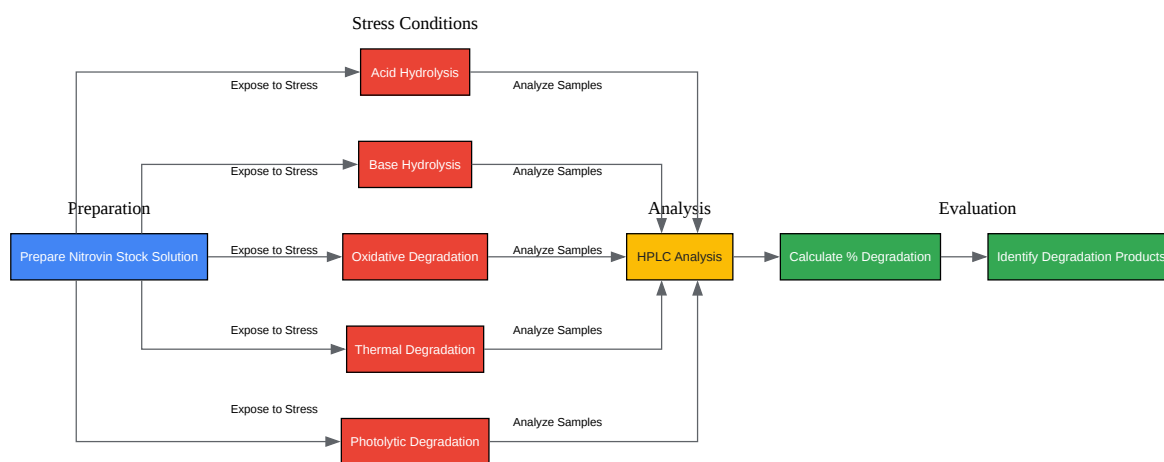 Stress Conditions
Acid Hydrolysis
Expose to Stress
Analyze Samples
Base Hydrolysis
Expose to Stress
Analyze Samples
Preparation
Analysis
Evaluation
Prepare Nitrovin Stock Solution
Expose to Stress
Oxidative Degradation
Analyze Samples
HPLC Analysis
Calculate % Degradation
Identify Degradation Products
Expose to Stress
Thermal Degradation
Analyze Samples
Expose to Stress
Photolytic Degradation
Analyze Samples